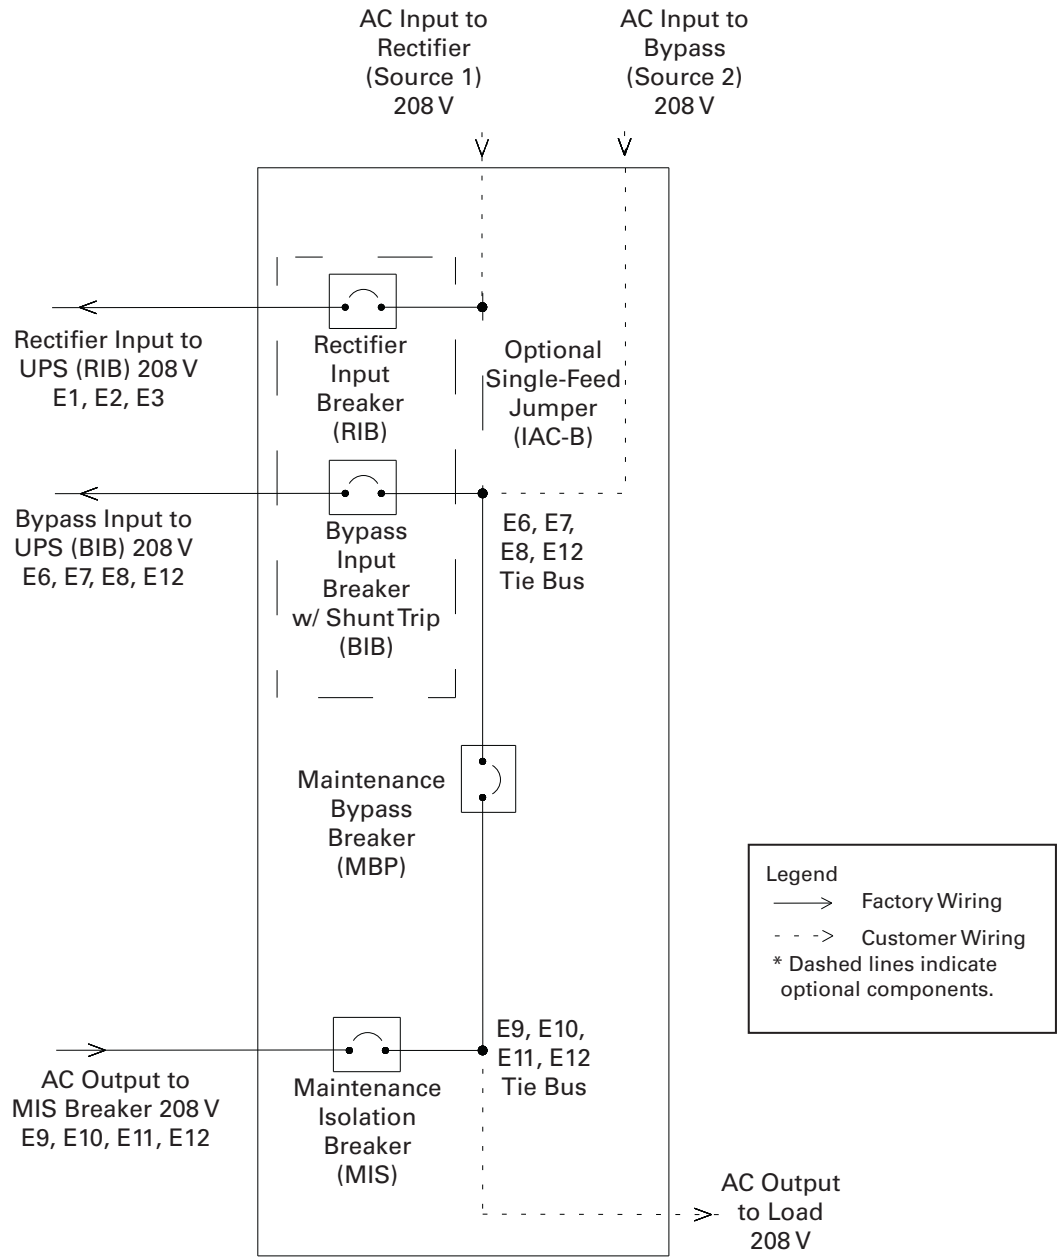 AC Input to
Rectifier
(Source 1)
208 V
AC Input to
Bypass
(Source 2)
208 V
Rectifier Input to
UPS (RIB) 208 V
E1, E2, E3
Rectifier
Input
Breaker
(RIB)
Optional
Single-Feed
Jumper
(IAC-B)
Bypass Input to
UPS (BIB) 208 V
E6, E7, E8, E12
Bypass
Input
Breaker
w/ Shunt Trip
(BIB)
E6, E7,
E8, E12
Tie Bus
Maintenance
Bypass
Breaker
(MBP)
Legend
Factory Wiring
Customer Wiring
* Dashed lines indicate
optional components.
AC Output to
MIS Breaker 208 V
E9, E10, E11, E12
Maintenance
Isolation
Breaker
(MIS)
E9, E10,
E11, E12
Tie Bus
AC Output
to Load
208 V